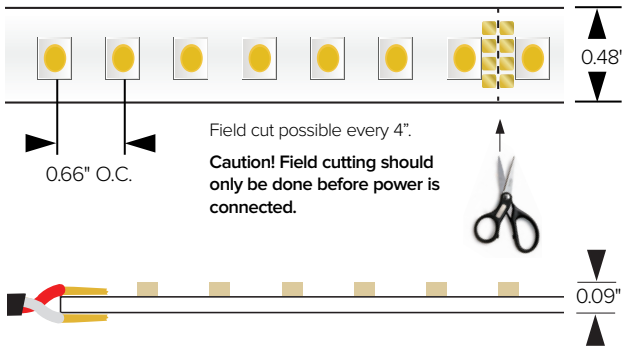 0.48'
0.66" O.C.
Field cut possible every 4”.
Caution! Field cutting should
only be done before power is
connected.
0.09"